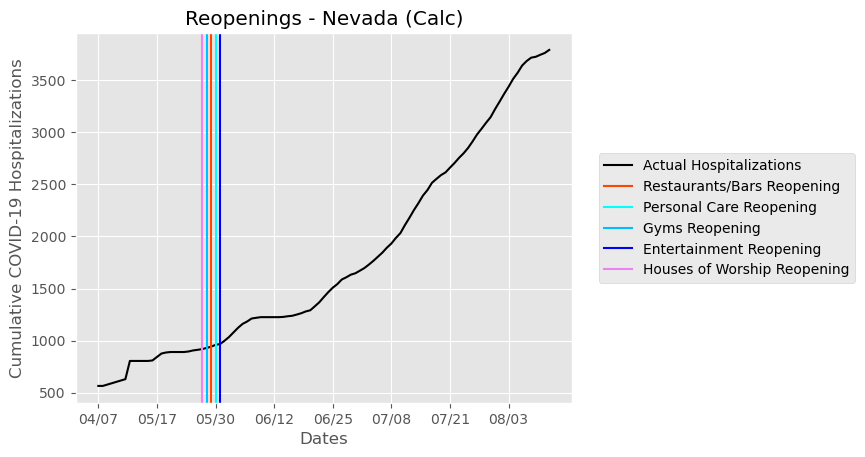 Reopenings - Nevada (Calc)
Cumulative COVID-19 Hospitalizations
3500
3000
2500
2000
1500
1000
500
04/07 05/17 05/30 06/12 06/25 07/08 07/21 08/03
Dates
Actual Hospitalizations
Restaurants/Bars Reopening
Personal Care Reopening
Gyms Reopening
Entertainment Reopening
Houses of Worship Reopening